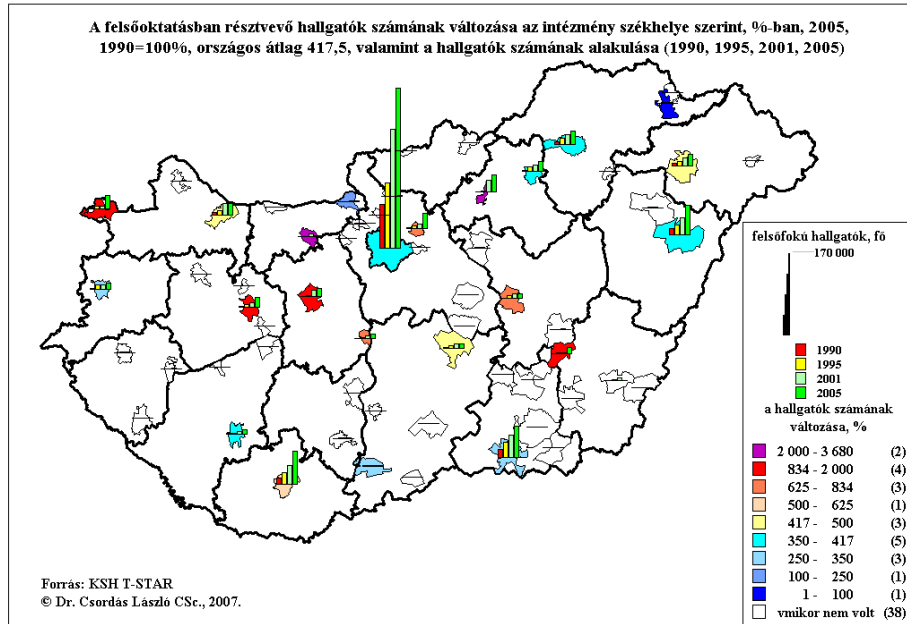 A felsőoktatásban résztvevő hallgatók számának változása az intézmény székhelye szerint, %-ban, 2005,
1990=100%, országos átlag 417,5, valamint a hallgatók számának alakulása (1990, 1995, 2001, 2005)
felsőfokú hallgatók, fő
170 000
1990
1995
2001
2005
a hallgatók számának
változása, %
2 000 - 3 680 (2)
834 - 2 000 (4)
625 - 834 (3)
500 - 625 (1)
417 - 500 (3)
350 - 417 (5)
250 - 350 (3)
100 - 250 (1)
1 - 100 (1)
vmikor nem volt (38)
Forrás: KSH T-STAR
© Dr. Csordás László CSc., 2007.